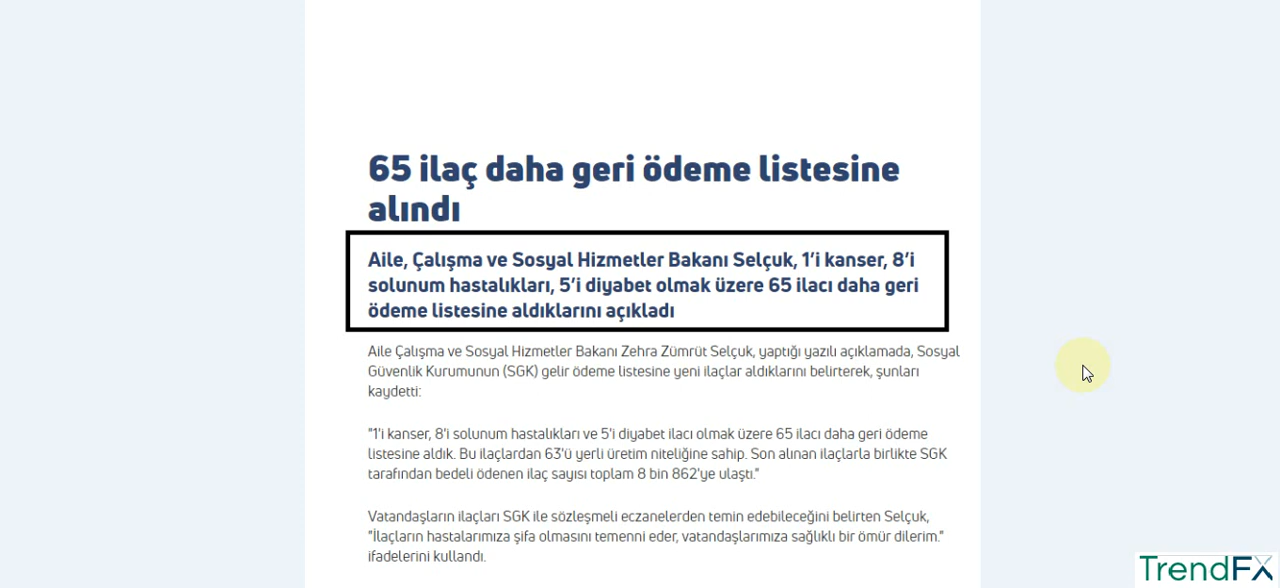 65 ilaç daha geri ödeme listesine
alındı
Aile, Çalışma ve Sosyal Hizmetler Bakanı Selçuk, 1’i kanser, 8’i
solunum hastalıkları, 5’i diyabet olmak üzere 65 ilacı daha geri
ödeme listesine aldıklarını açıkladı
Aile Çalışma ve Sosyal Hizmetler Bakanı Zehra Zümrüt Selçuk, yaptığı yazılı açıklamada, Sosyal
Güvenlik Kurumunun (SGK) gelir ödeme listesine yeni ilaçlar aldıklarını belirterek, şunları
kaydetti:
"1'i kanser, 8'i solunum hastalıkları ve 5'i diyabet ilacı olmak üzere 65 ilacı daha geri ödeme
listesine aldık. Bu ilaçlardan 63'ü yerli üretim niteliğine sahip. Son alınan ilaçlarla birlikte SGK
tarafından bedeli ödenen ilaç sayısı toplam 8 bin 862'ye ulaştı."
Vatandaşların ilaçları SGK ile sözleşmeli eczanelerden temin edebileceğini belirten Selçuk,
"İlaçların hastalarımıza şifa olmasını temenni eder, vatandaşlarımıza sağlıklı bir ömür dilerim."
ifadelerini kullandı.
TrendFX